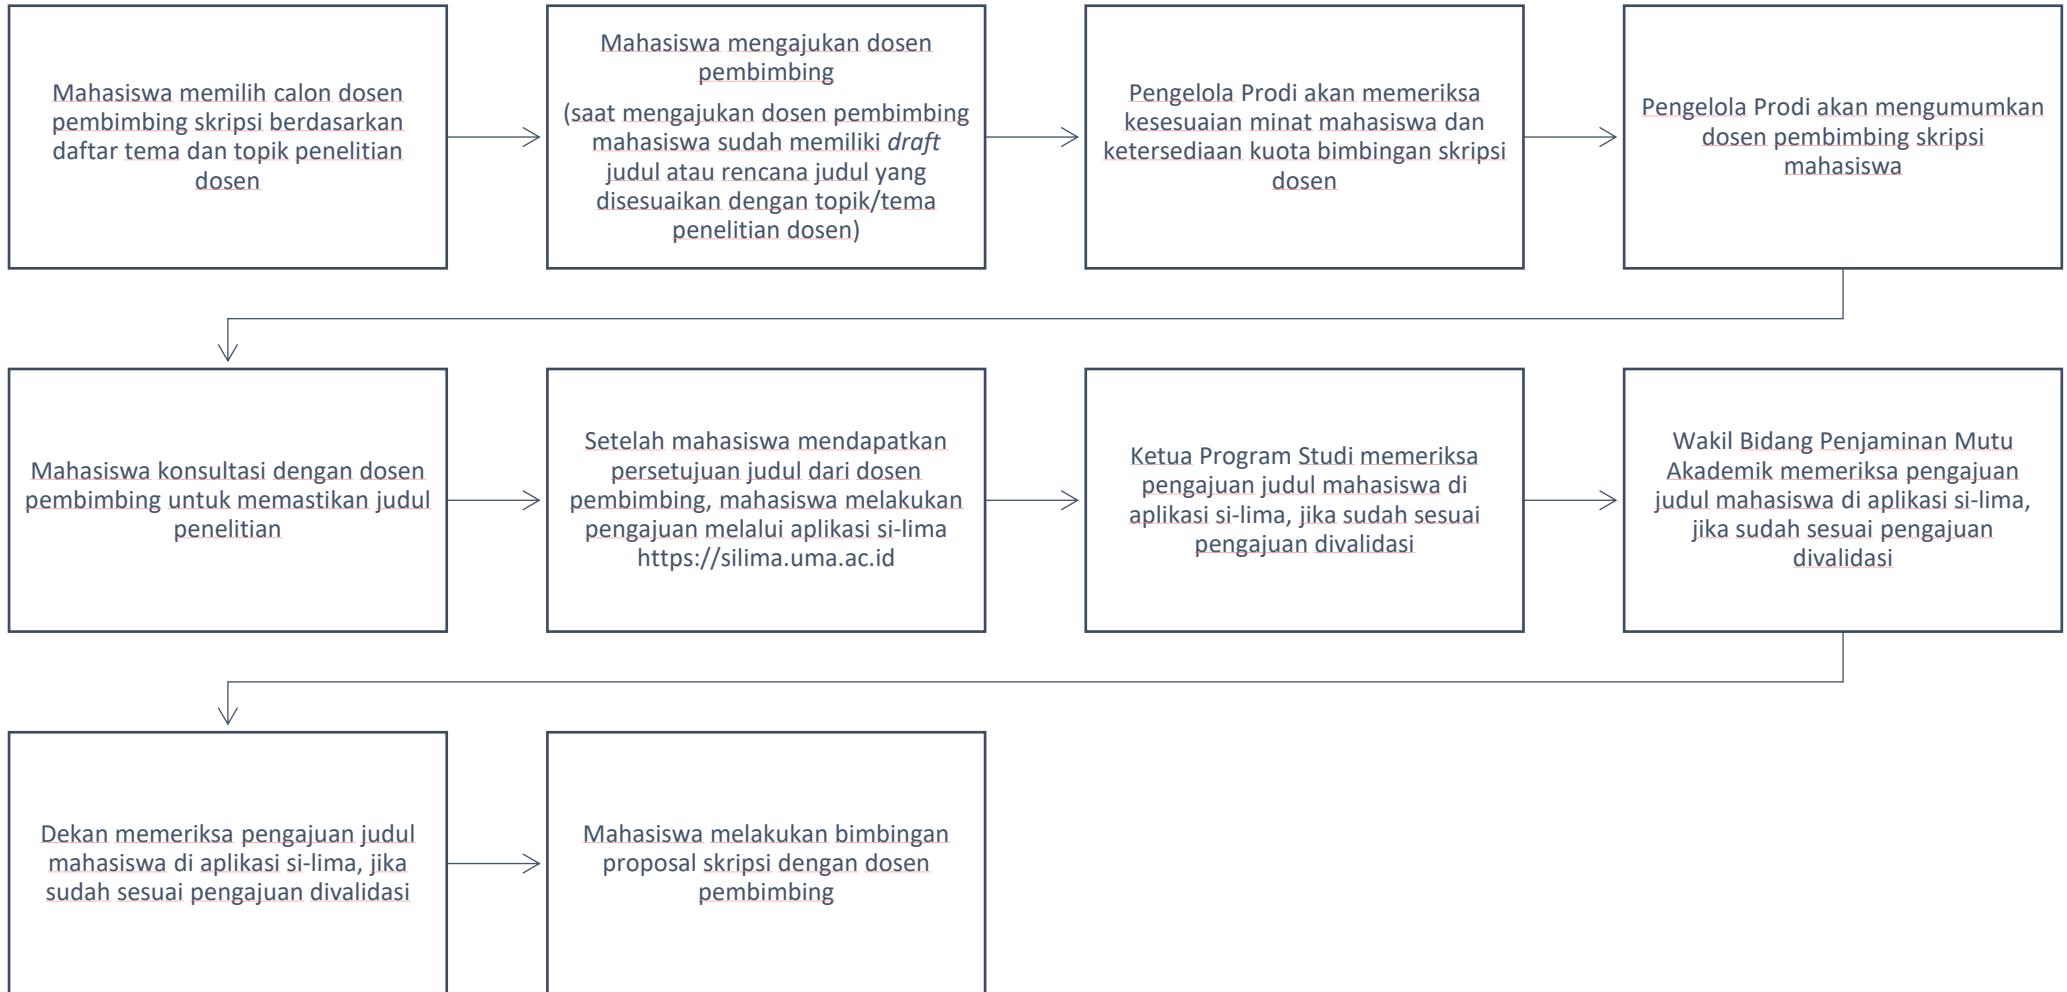 Mahasiswa memilih calon dosen
pembimbing skripsi berdasarkan
daftar tema dan topik penelitian
dosen
Mahasiswa mengajukan dosen
pembimbing
(saat mengajukan dosen pembimbing
mahasiswa sudah memiliki draft
judul atau rencana judul yang
disesuaikan dengan topik/tema
penelitian dosen)
Pengelola Prodi akan memeriksa
kesesuaian minat mahasiswa dan
ketersediaan kuota bimbingan skripsi
dosen
Pengelola Prodi akan mengumumkan
dosen pembimbing skripsi
mahasiswa
Mahasiswa konsultasi dengan dosen
pembimbing untuk memastikan judul
penelitian
Setelah mahasiswa mendapatkan
persetujuan judul dari dosen
pembimbing, mahasiswa melakukan
pengajuan melalui aplikasi si-lima
https://silima.uma.ac.id
Ketua Program Studi memeriksa
pengajuan judul mahasiswa di
aplikasi si-lima, jika sudah sesuai
pengajuan divalidasi
Wakil Bidang Penjaminan Mutu
Akademik memeriksa pengajuan
judul mahasiswa di aplikasi si-lima,
jika sudah sesuai pengajuan
divalidasi
Dekan memeriksa pengajuan judul
mahasiswa di aplikasi si-lima, jika
sudah sesuai pengajuan divalidasi
Mahasiswa melakukan bimbingan
proposal skripsi dengan dosen
pembimbing